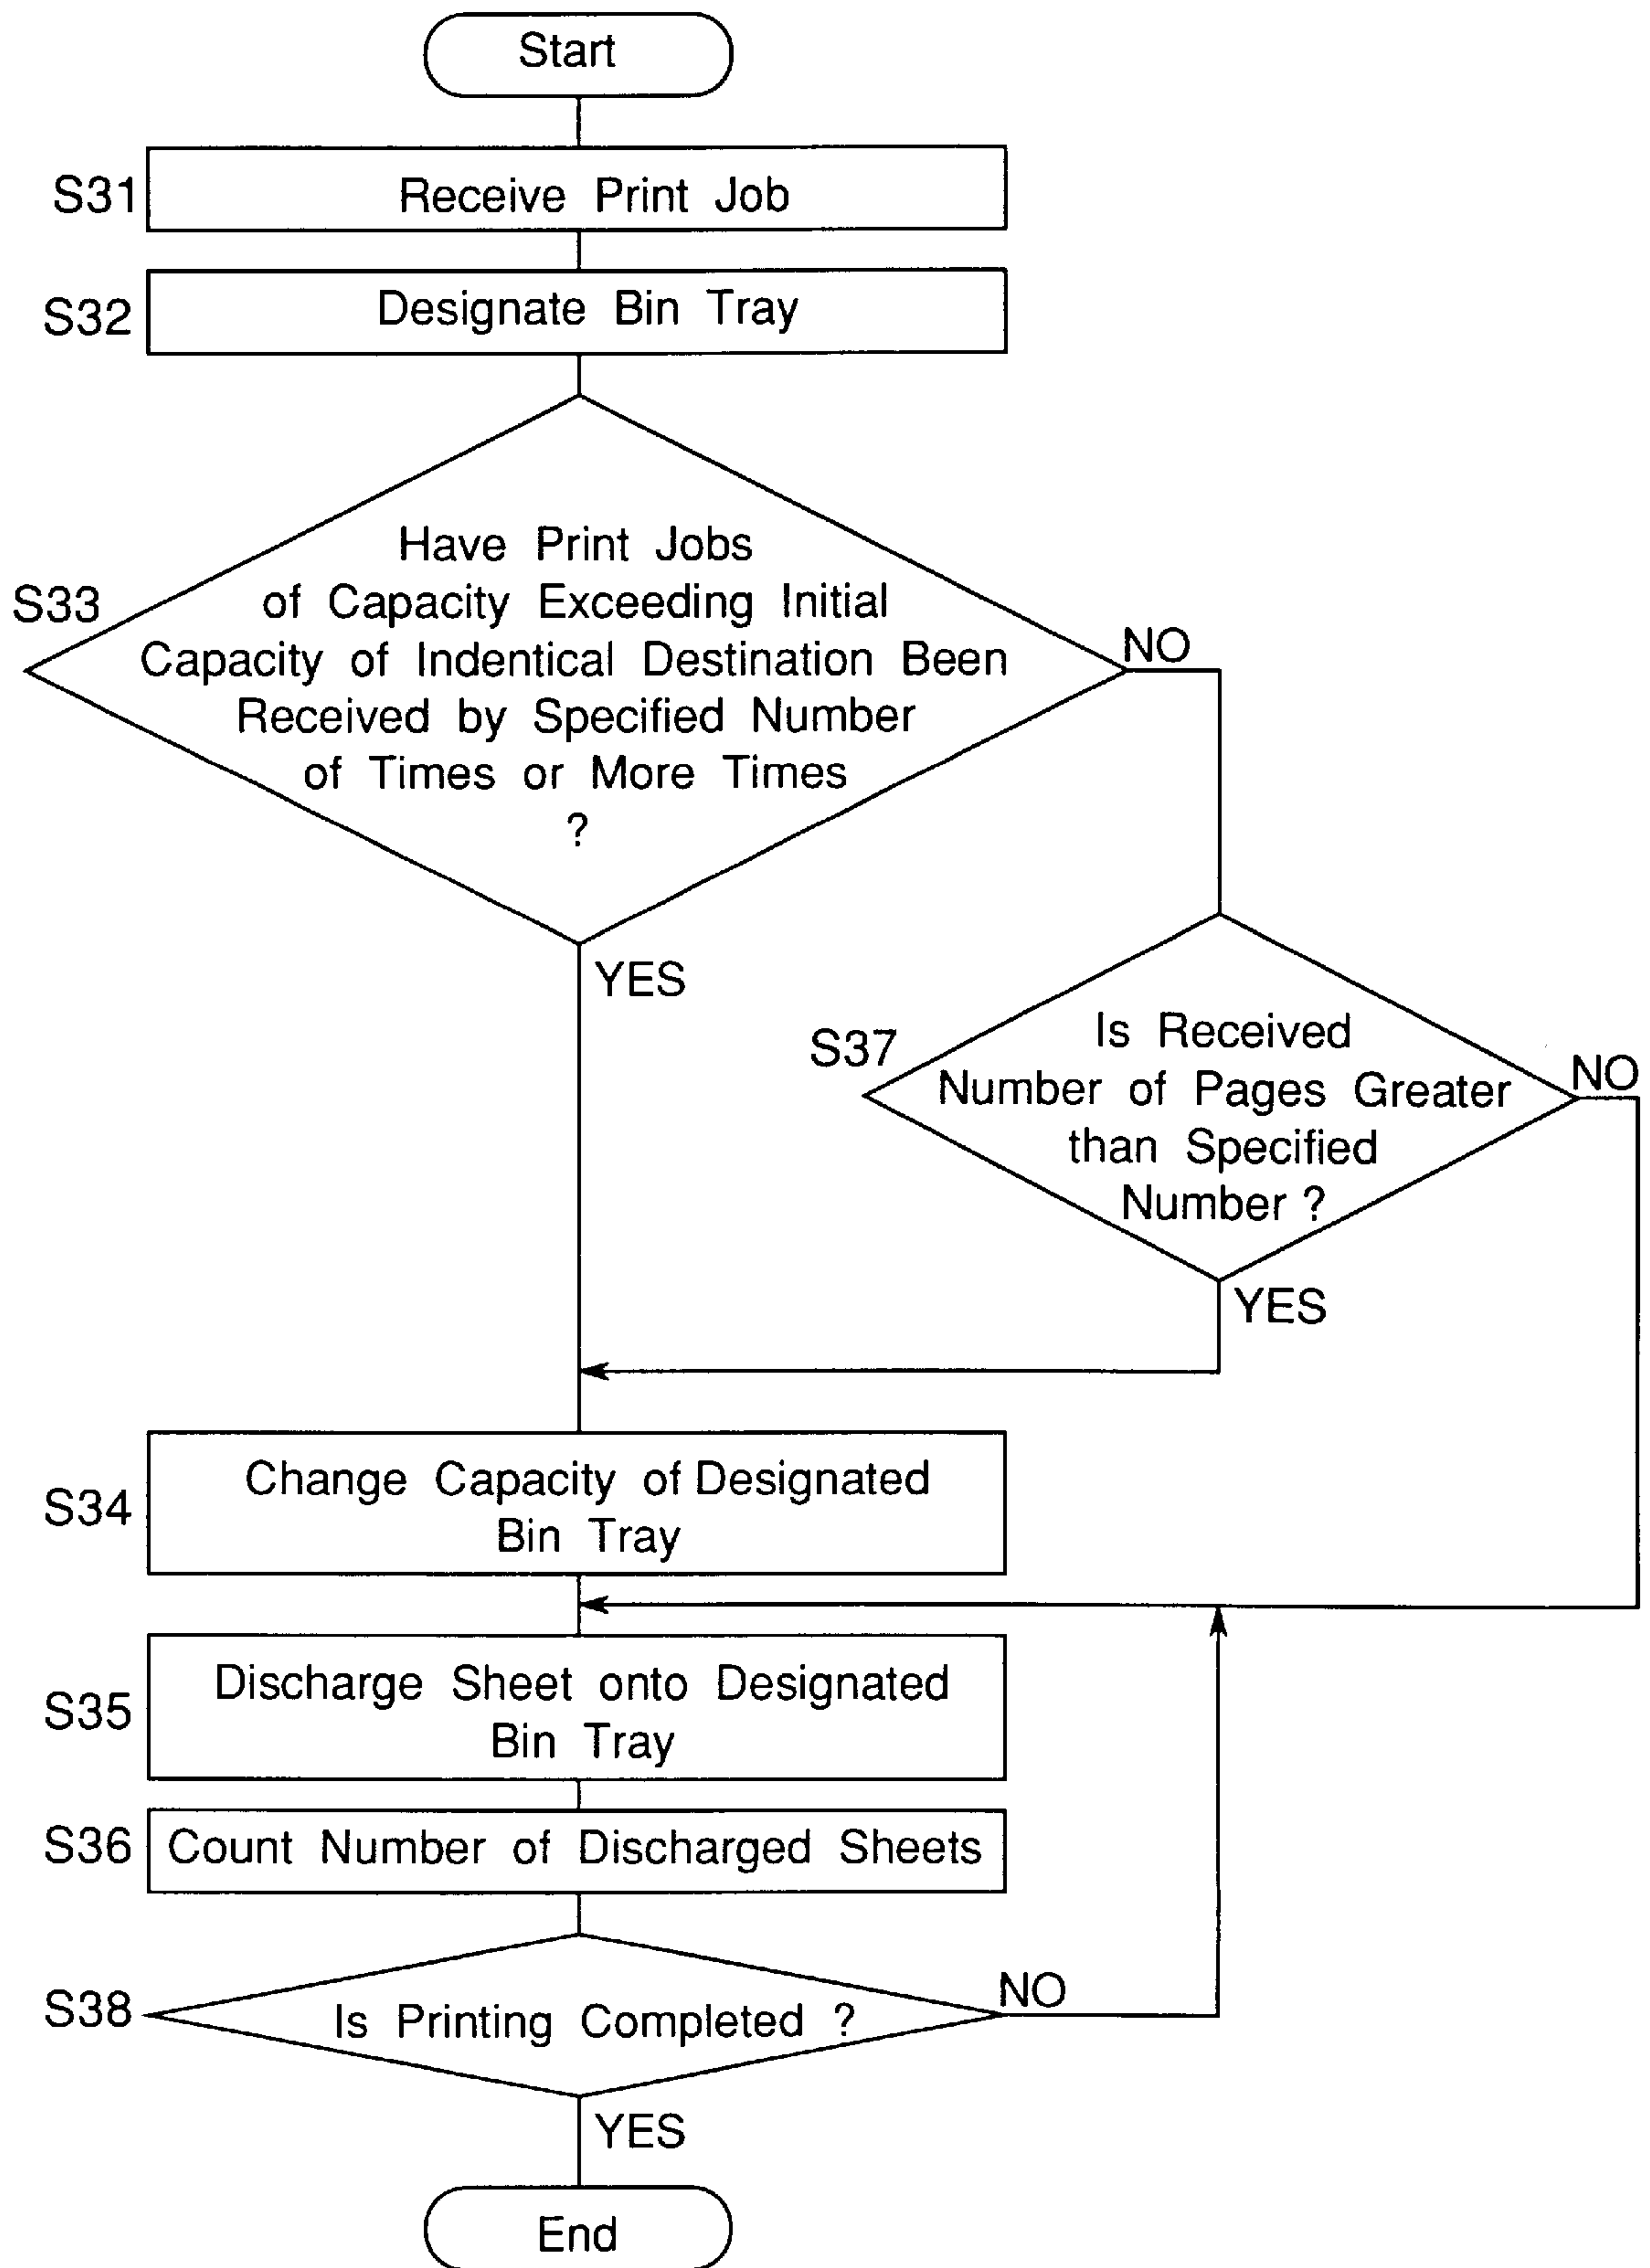 Start
S31
Receive Print Job
S32
Designate Bin Tray
S33
Have Print Jobs
of Capacity Exceeding Initial
Capacity of Indentical Destination Been
Received by Specified Number
of Times or More Times
?
NO
YES
S37
Is Received
Number of Pages Greater
than Specified
Number ?
NO
YES
S34
Change Capacity of Designated
Bin Tray
S35
Discharge Sheet onto Designated
Bin Tray
S36
Count Number of Discharged Sheets
S38
Is Printing Completed ?
NO
YES
End